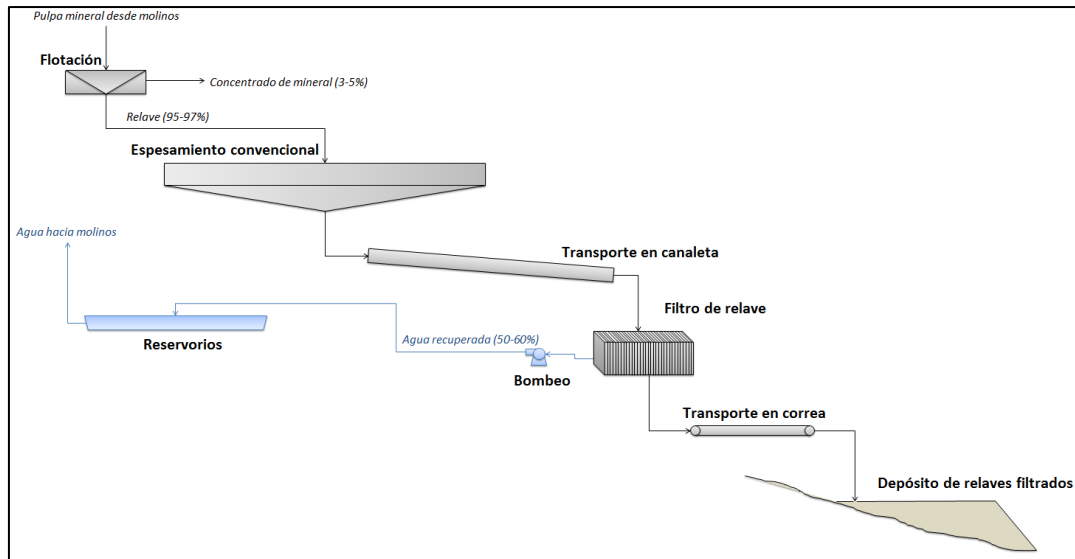 Pulpa mineral desde molinos
Flotación
Concentrado de mineral (3-5%)
Relave (95-97%)
Espesamiento convencional
Agua hacia molinos
Transporte en canaleta
Filtro de relave
Agua recuperada (50-60%)
Reservorios
Bombeo
Transporte en correa
Depósito de relaves filtrados